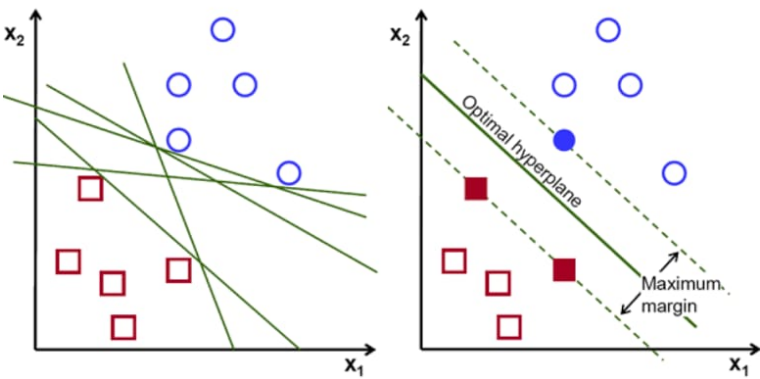 x₂
x₁
x₂
Optimal hyperplane
Maximum
margin
x₁